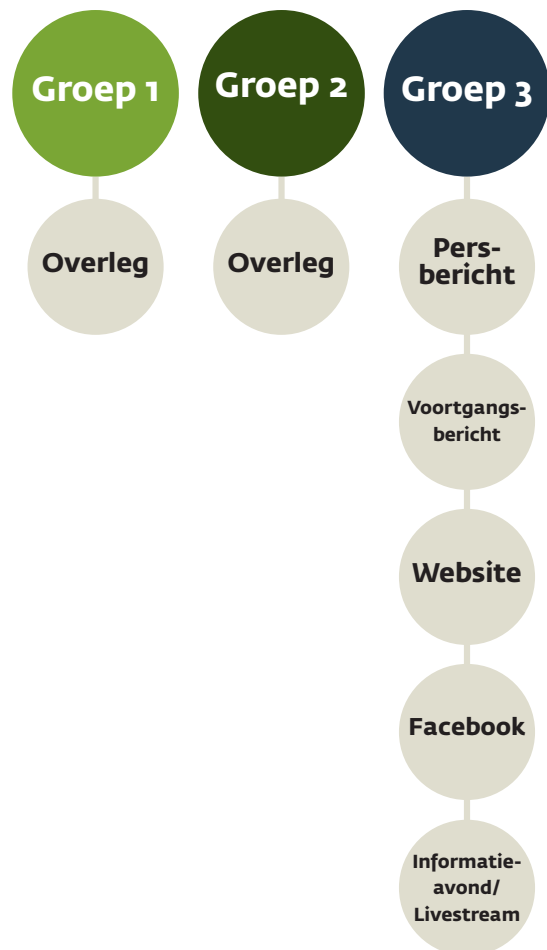 Groep 1
Groep 2
Groep 3
Overleg
Overleg
Pers-
bericht
Voortgangs-
bericht
Website
Facebook
Informatie-
avond/
Livestream